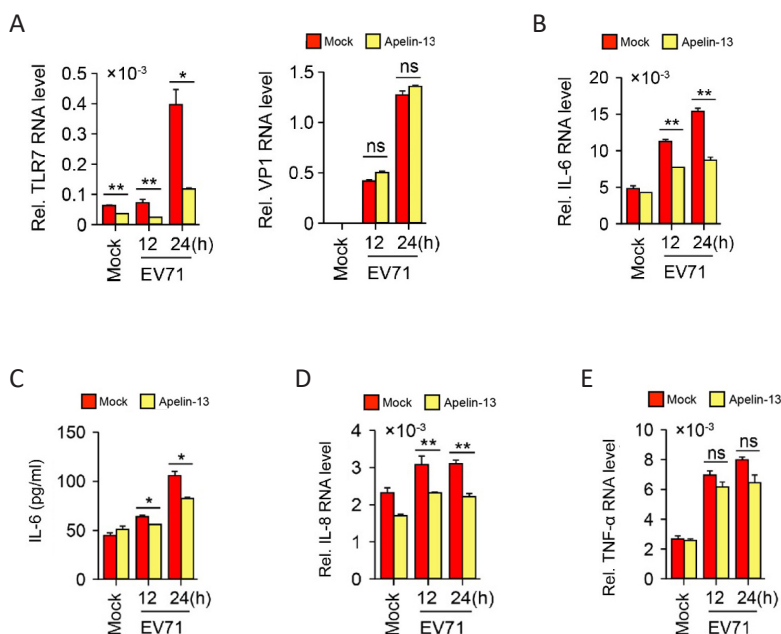 A
Mock Apelin-13
×10-3
Rel. TLR7 RNA level
0.5
0.4
0.3
0.2
0.1
0
** ** *
Mock 12 24(h)
EV71
Mock Apelin-13
Rel. VP1 RNA level
1.5
1.0
0.5
0
ns ns
Mock 12 24(h)
EV71
B
Mock Apelin-13
×10-3
Rel. IL-6 RNA level
20
15
10
5
0
** **
Mock 12 24(h)
EV71
C
Mock Apelin-13
IL-6 (pg/ml)
150
100
50
0
* *
Mock 12 24(h)
EV71
D
Mock Apelin-13
×10-3
Rel. IL-8 RNA level
4
3
2
1
0
** **
Mock 12 24(h)
EV71
E
Mock Apelin-13
×10-3
Rel. TNF-α RNA level
10
8
6
4
2
0
ns ns
Mock 12 24(h)
EV71